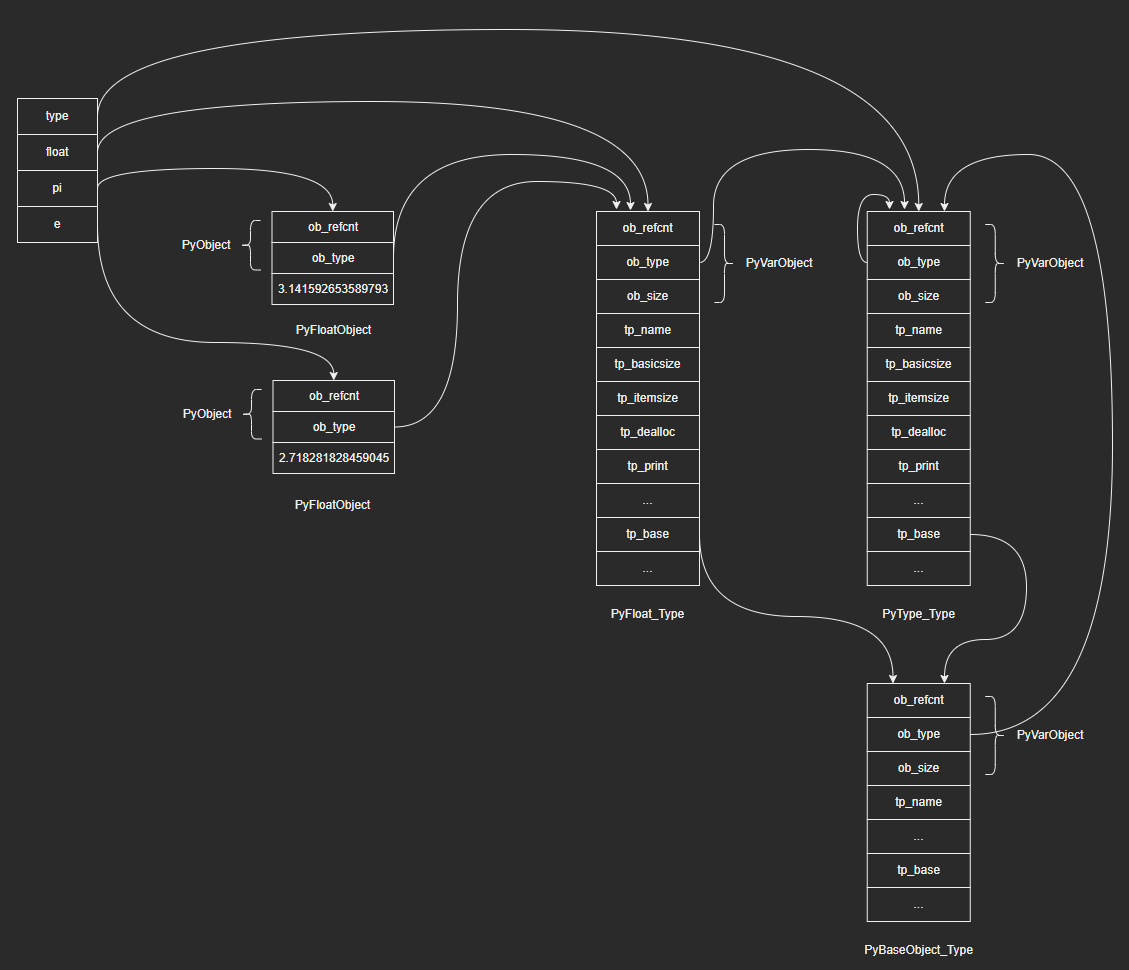 type
float
pi
e
PyObject
ob_refcnt
ob_type
3.141592653589793
PyFloatObject
PyObject
ob_refcnt
ob_type
2.718281828459045
PyFloatObject
ob_refcnt
ob_type
ob_size
tp_name
tp_basicsize
tp_itemsize
tp_dealloc
tp_print
...
tp_base
...
PyVarObject
PyFloat_Type
ob_refcnt
ob_type
ob_size
tp_name
tp_basicsize
tp_itemsize
tp_dealloc
tp_print
...
tp_base
...
PyVarObject
PyType_Type
ob_refcnt
ob_type
ob_size
tp_name
...
tp_base
...
PyVarObject
PyBaseObject_Type